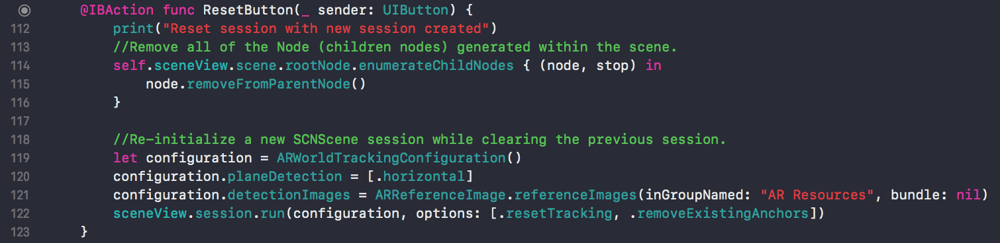 @IBAction func ResetButton(_ sender: UIButton) {
112 print("Reset session with new session created")
113 //Remove all of the Node (children nodes) generated within the scene.
114 self.sceneView.scene.rootNode.enumerateChildNodes { (node, stop) in
115 node.removeFromParentNode()
116 }
117
118 //Re-initialize a new SCNScene session while clearing the previous session.
119 let configuration = ARWorldTrackingConfiguration()
120 configuration.planeDetection = [.horizontal]
121 configuration.detectionImages = ARReferenceImage.referenceImages(inGroupNamed: "AR Resources", bundle: nil)
122 sceneView.session.run(configuration, options: [.resetTracking, .removeExistingAnchors])
123 }